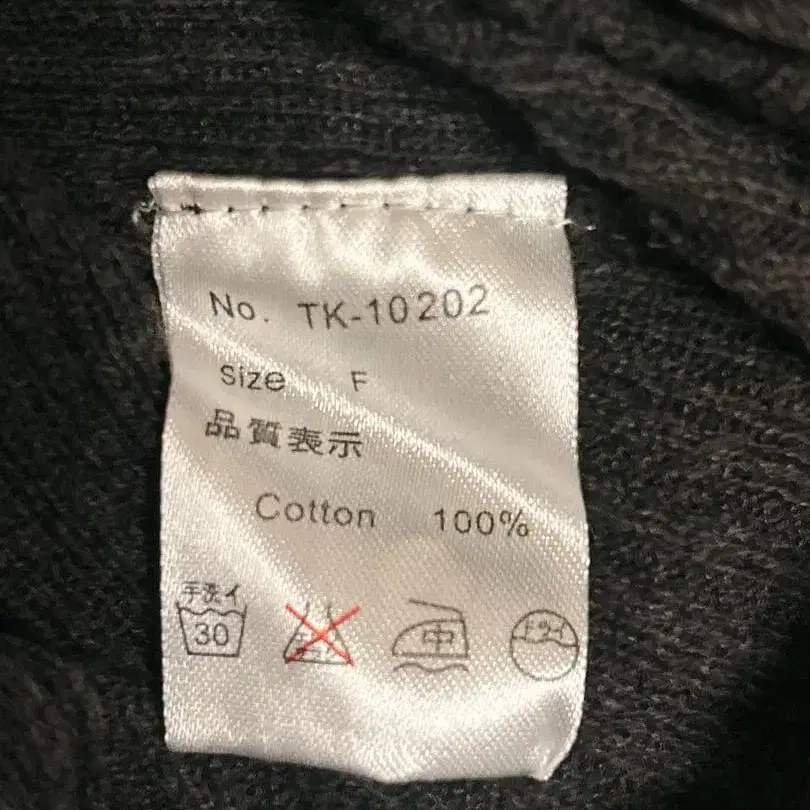 No. TK-10202
Size F
品質表示
Cotton 100%
手洗イ
30 中 ドライ